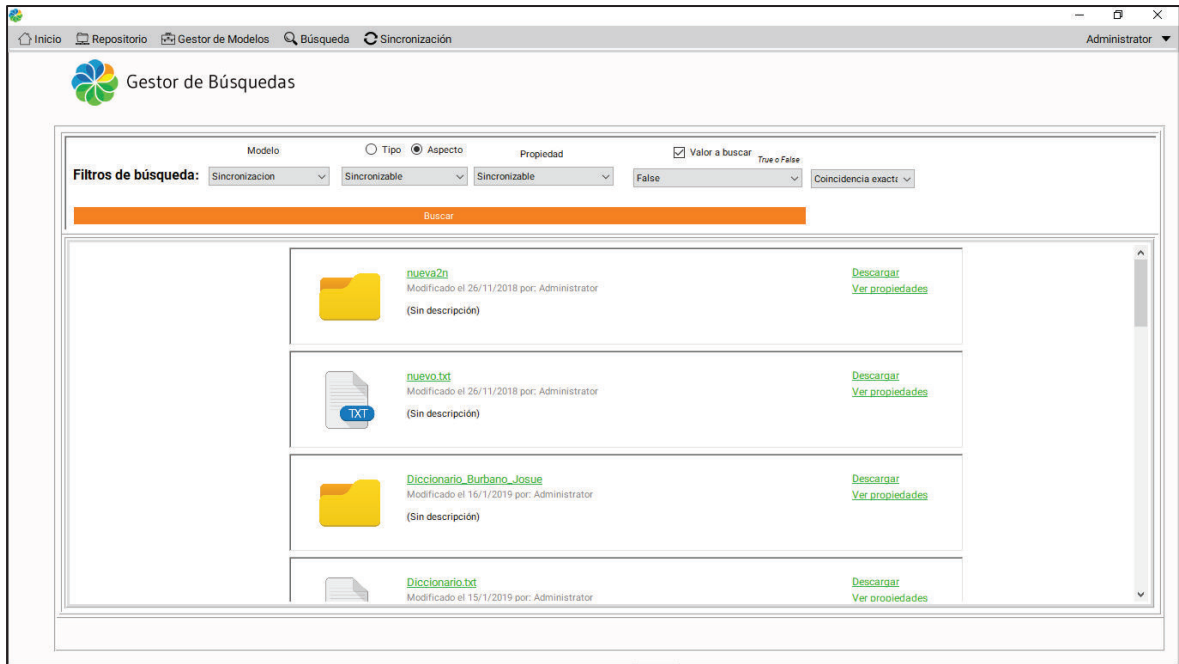 Inicio Repositorio Gestor de Modelos Búsqueda Sincronización Administrator
Gestor de Búsquedas
Modelo Tipo Aspecto Propiedad Valor a buscar True o False
Filtros de búsqueda: Sincronizacion Sincronizable Sincronizable False Coincidencia exacta
Buscar
nueva2n Descargar
Modificado el 26/11/2018 por: Administrator Ver propiedades
(Sin descripción)
nuevo.txt Descargar
Modificado el 26/11/2018 por: Administrator Ver propiedades
TXT (Sin descripción)
Diccionario_Burbano_Josue Descargar
Modificado el 16/1/2019 por: Administrator Ver propiedades
(Sin descripción)
Diccionario.txt Descargar
Modificado el 15/1/2019 por: Administrator Ver propiedades